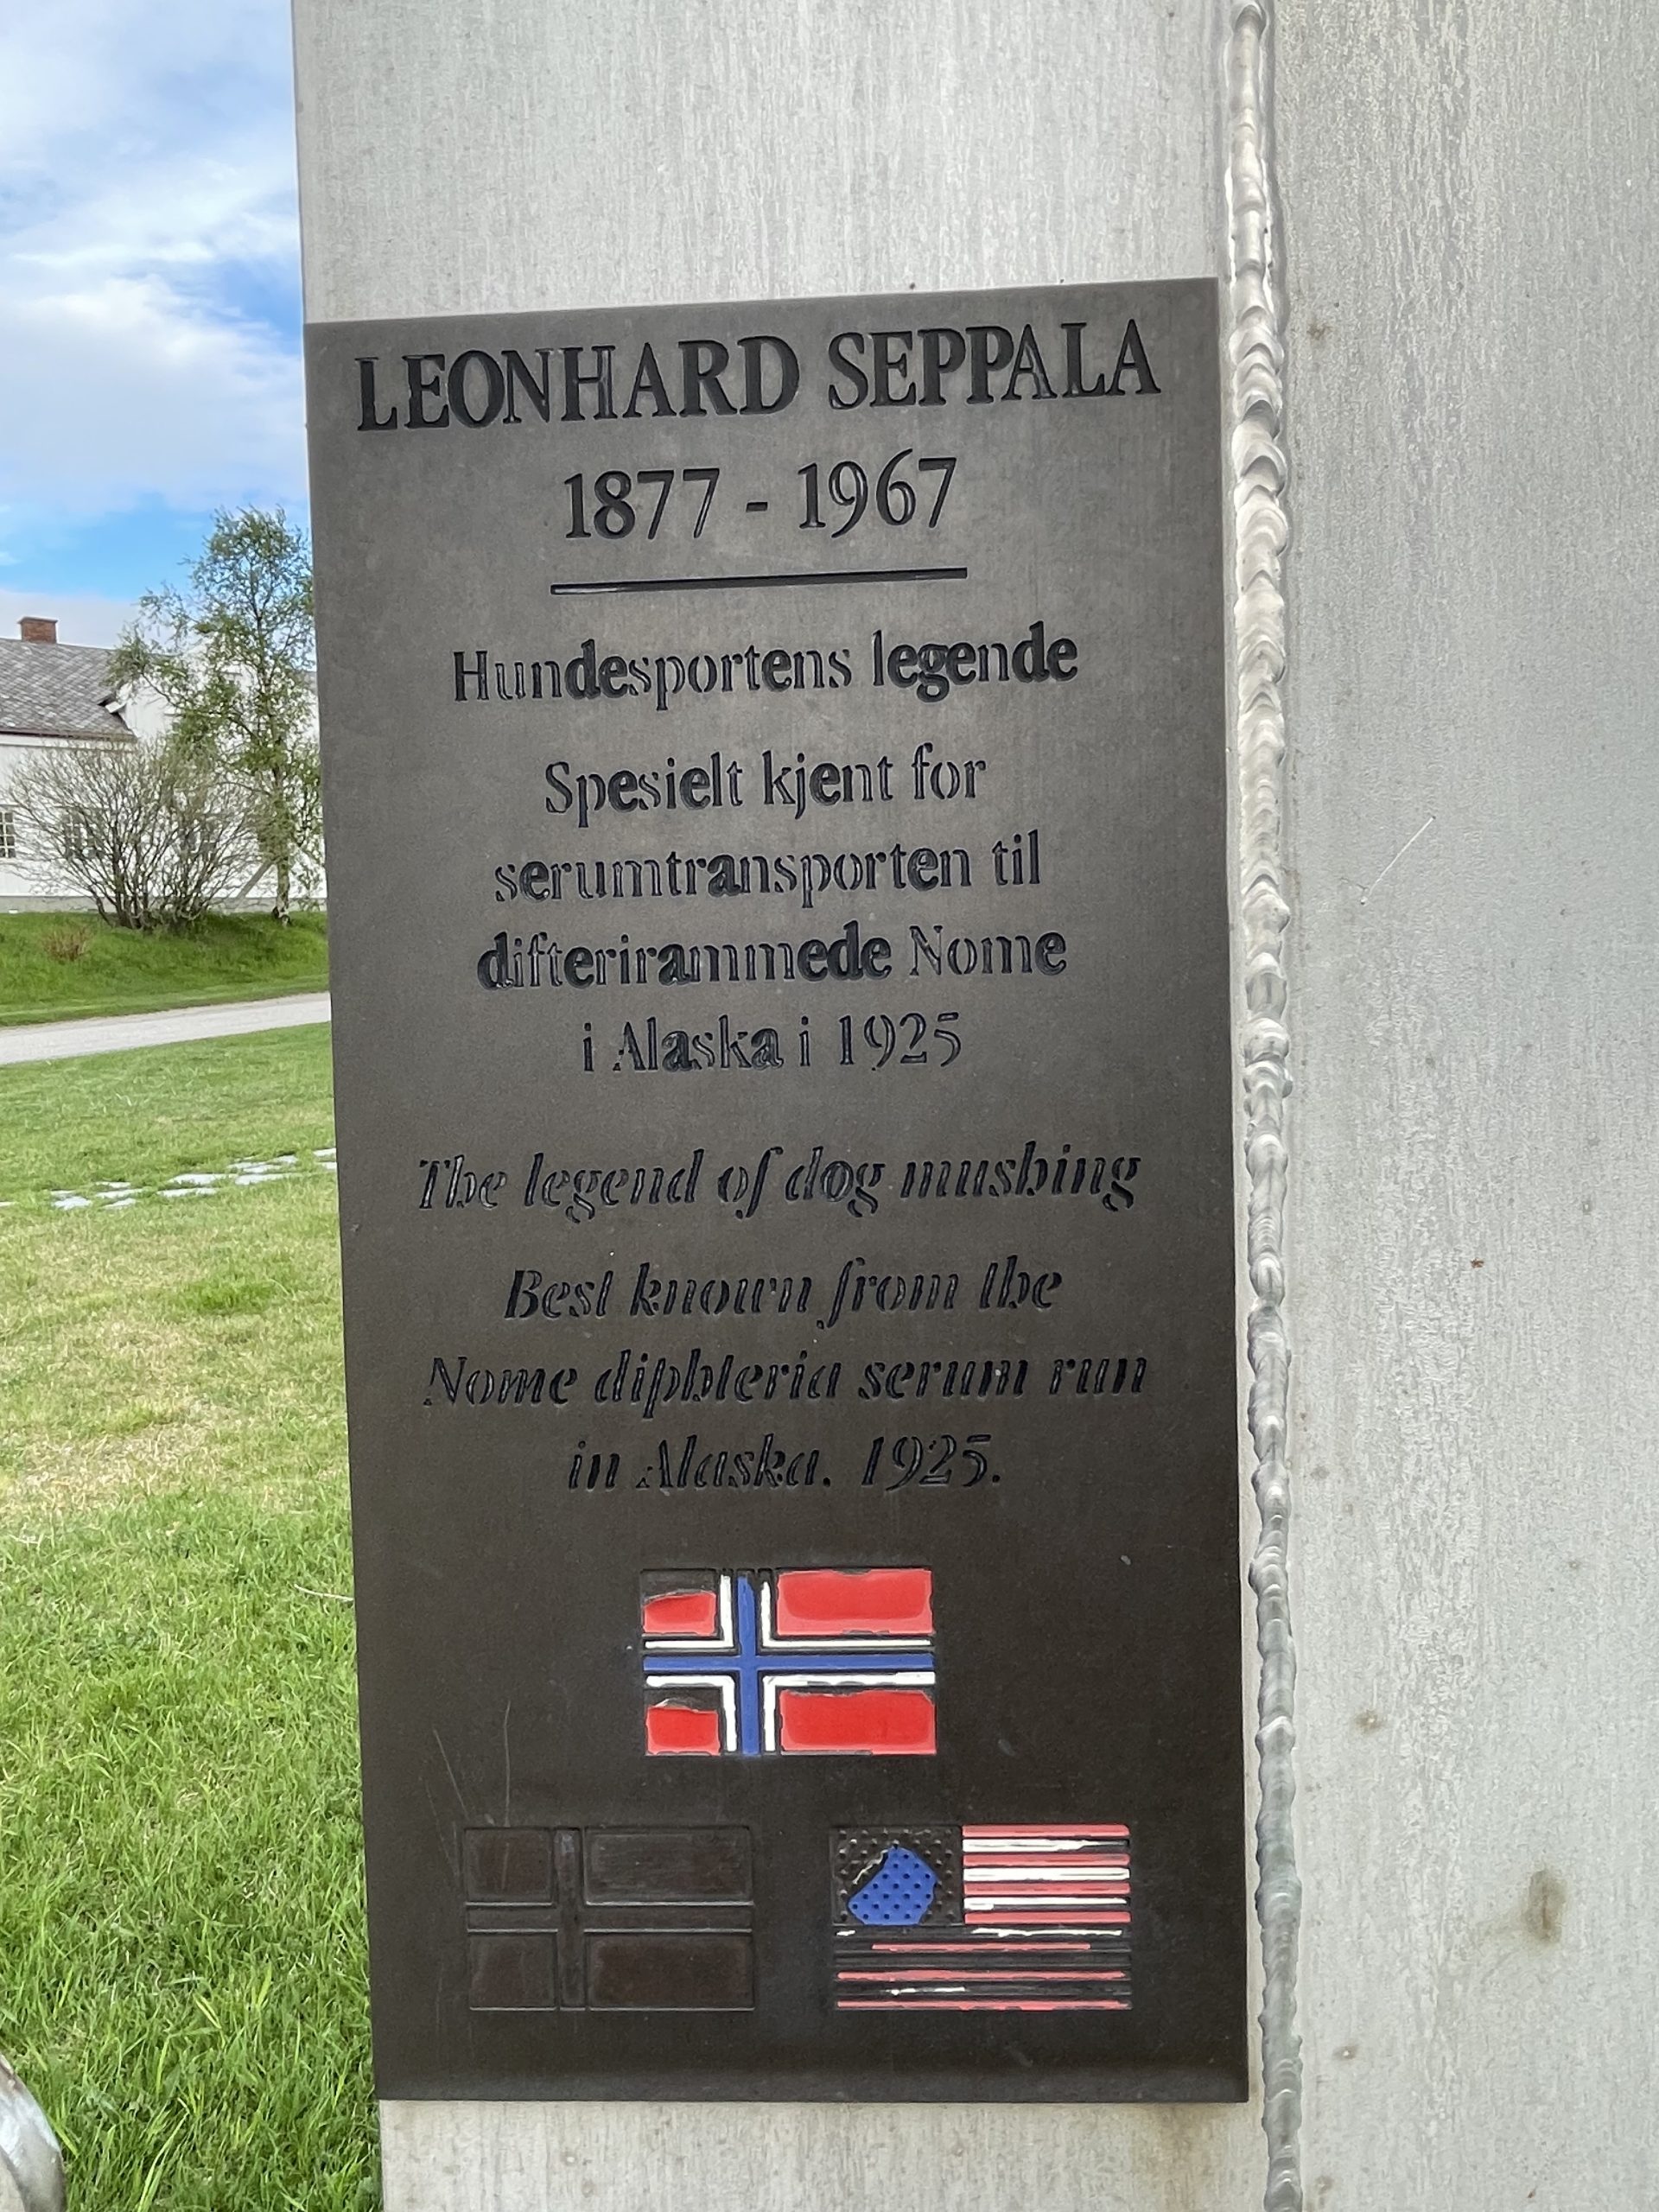 LEONHARD SEPPALA
1877 - 1967
Hundesportens legende
Spesielt kjent for
serumtransporten til
difterirammede Nome
i Alaska i 1925
The legend of dog mushing
Best known from the
Nome diphteria serum run
in Alaska. 1925.